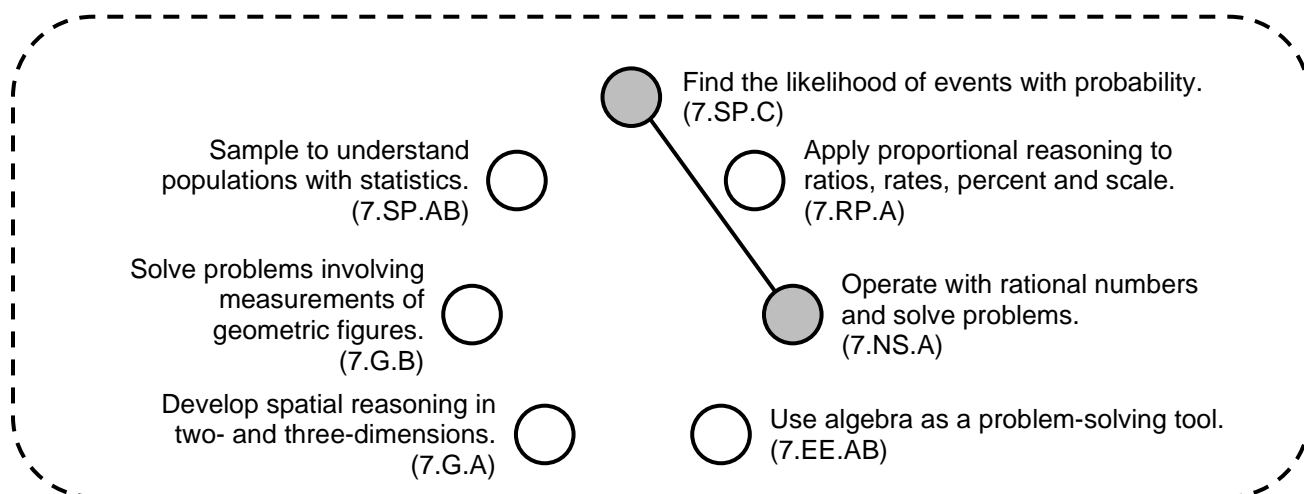 Find the likelihood of events with probability.
(7.SP.C)
Sample to understand
populations with statistics.
(7.SP.AB)
Apply proportional reasoning to
ratios, rates, percent and scale.
(7.RP.A)
Solve problems involving
measurements of
geometric figures.
(7.G.B)
Operate with rational numbers
and solve problems.
(7.NS.A)
Develop spatial reasoning in
two- and three-dimensions.
(7.G.A)
Use algebra as a problem-solving tool.
(7.EE.AB)